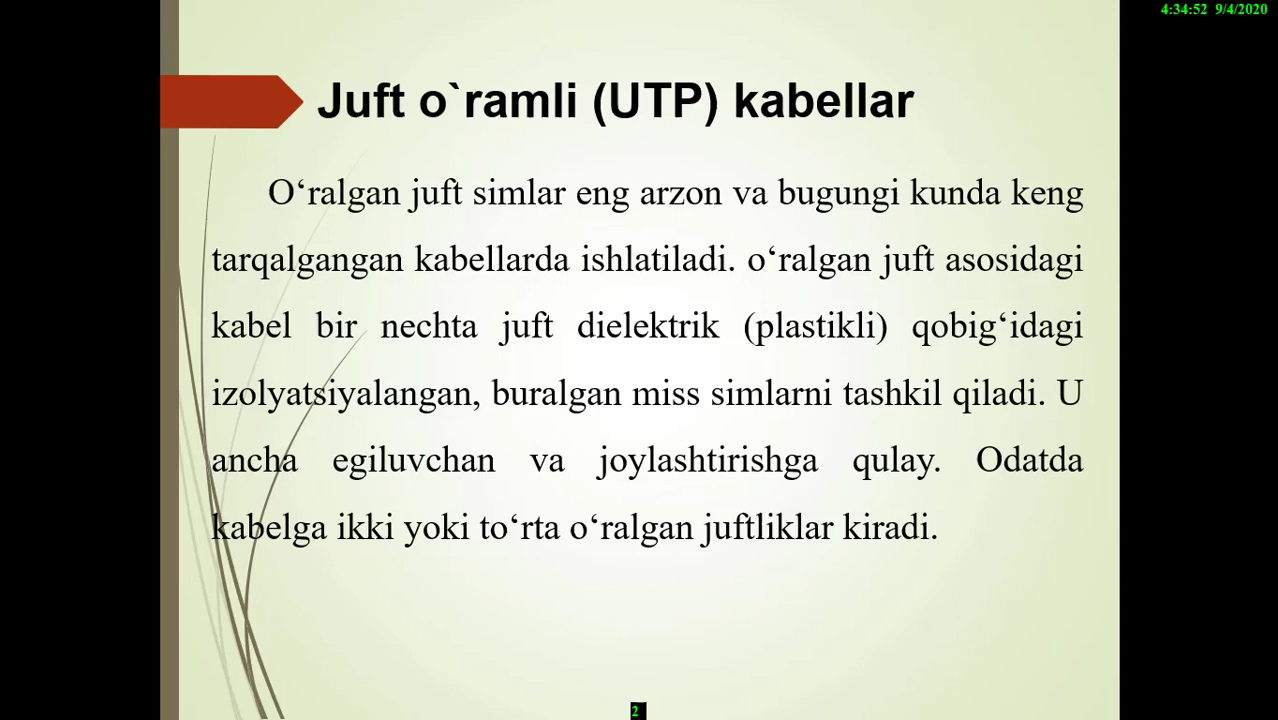 4:34:52 9/4/2020
Juft o`ramli (UTP) kabellar
O‘ralgan juft simlar eng arzon va bugungi kunda keng
tarqalgangan kabellarda ishlatiladi. o‘ralgan juft asosidagi
kabel bir nechta juft dielektrik (plastikli) qobig‘idagi
izolyatsiyalangan, buralgan miss simlarni tashkil qiladi. U
ancha egiluvchan va joylashtirishga qulay. Odatda
kabelga ikki yoki to‘rta o‘ralgan juftliklar kiradi.
2